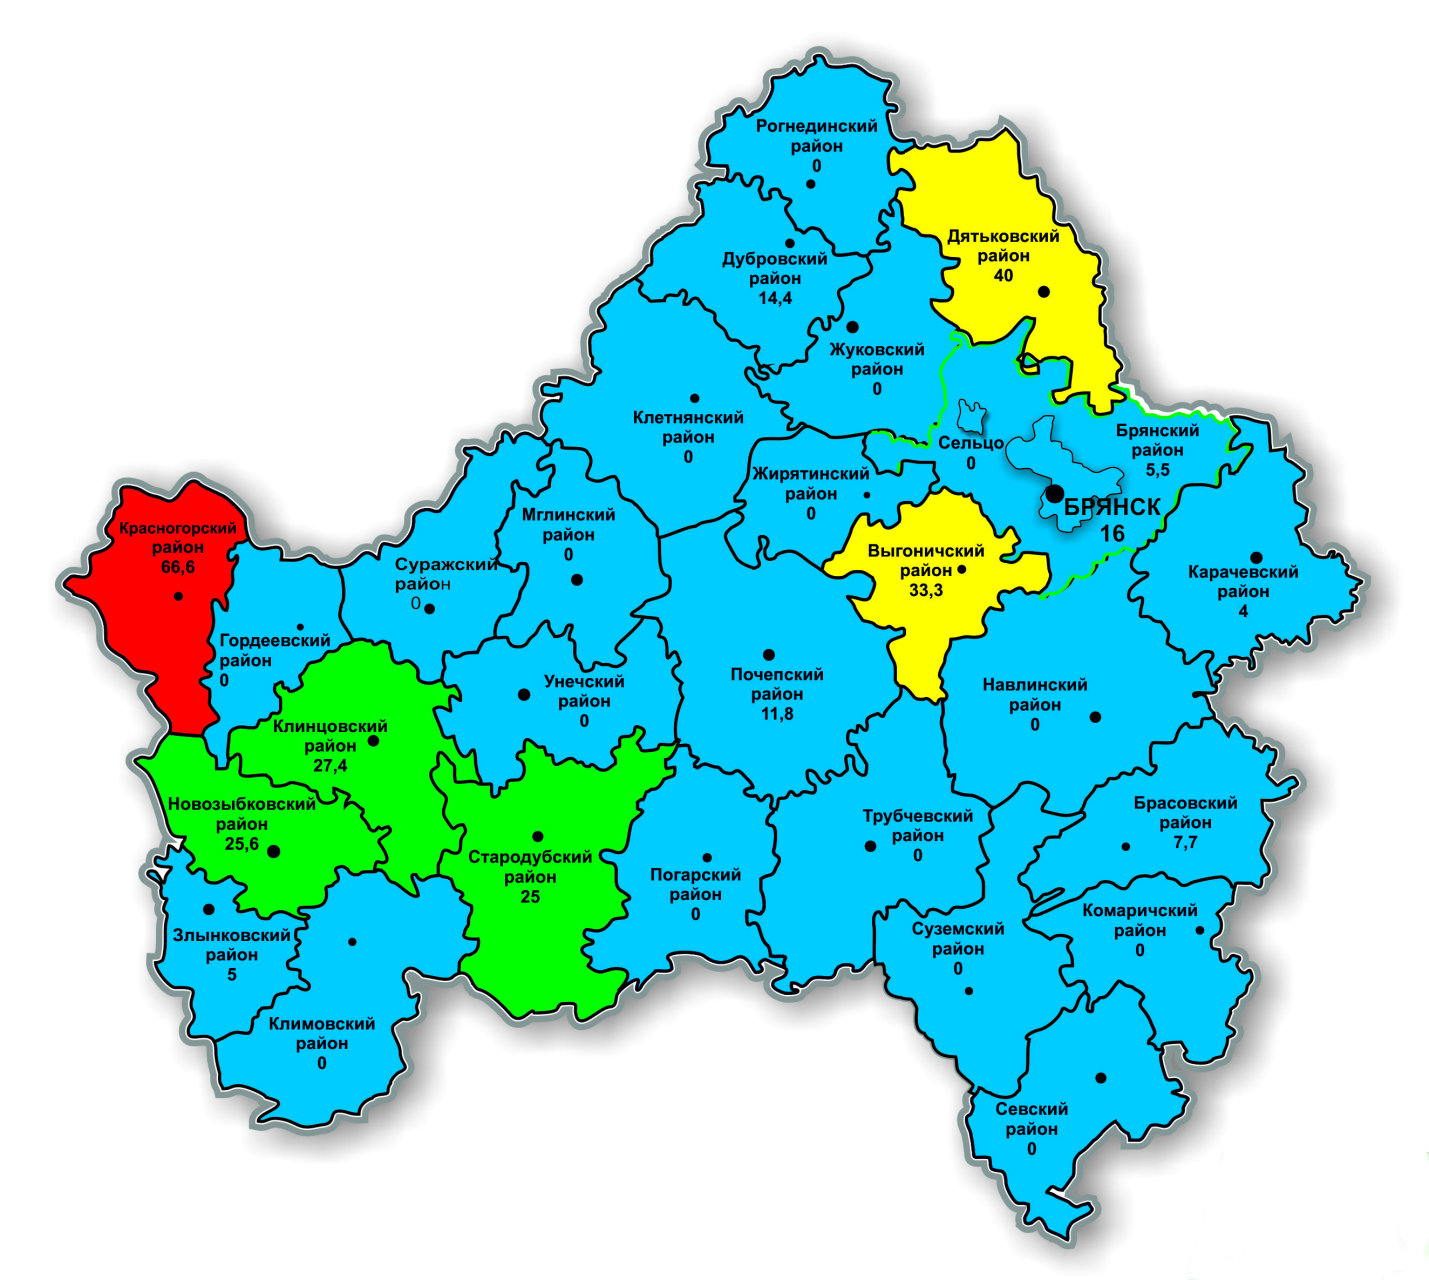 Рогнединский
район
0
Дятьковский
район
40
Дубровский
район
14,4
Жуковский
район
0
Клетнянский
район
0
Сельцо
0
Брянский
район
5,5
БРЯНСК
16
Жирятинский
район
0
Мглинский
район
0
Красногорский
район
66,6
Суражский
район
0
Выгоничский
район
33,3
Карачевский
район
4
Гордеевский
район
0
Унечский
район
0
Почепский
район
11,8
Навлинский
район
0
Клинцовский
район
27,4
Новозыбковский
район
25,6
Стародубский
район
25
Погарский
район
0
Трубчевский
район
0
Брасовский
район
7,7
Злынковский
район
5
Суземский
район
0
Комаричский
район
0
Климовский
район
0
Севский
район
0